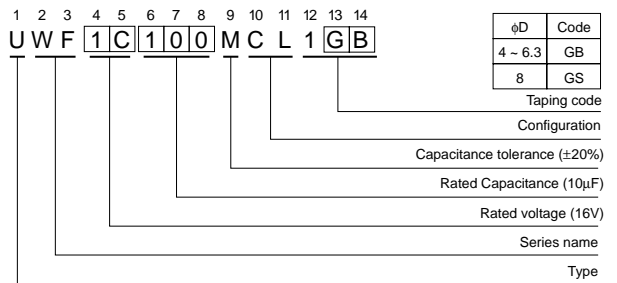 1 2 3 4 5 6 7 8 9 10 11 12 13 14
U W F 1 C 1 0 0 M C L 1 G B
ϕD Code
4 ~ 6.3 GB
8 GS
Taping code
Configuration
Capacitance tolerance (±20%)
Rated Capacitance (10μF)
Rated voltage (16V)
Series name
Type